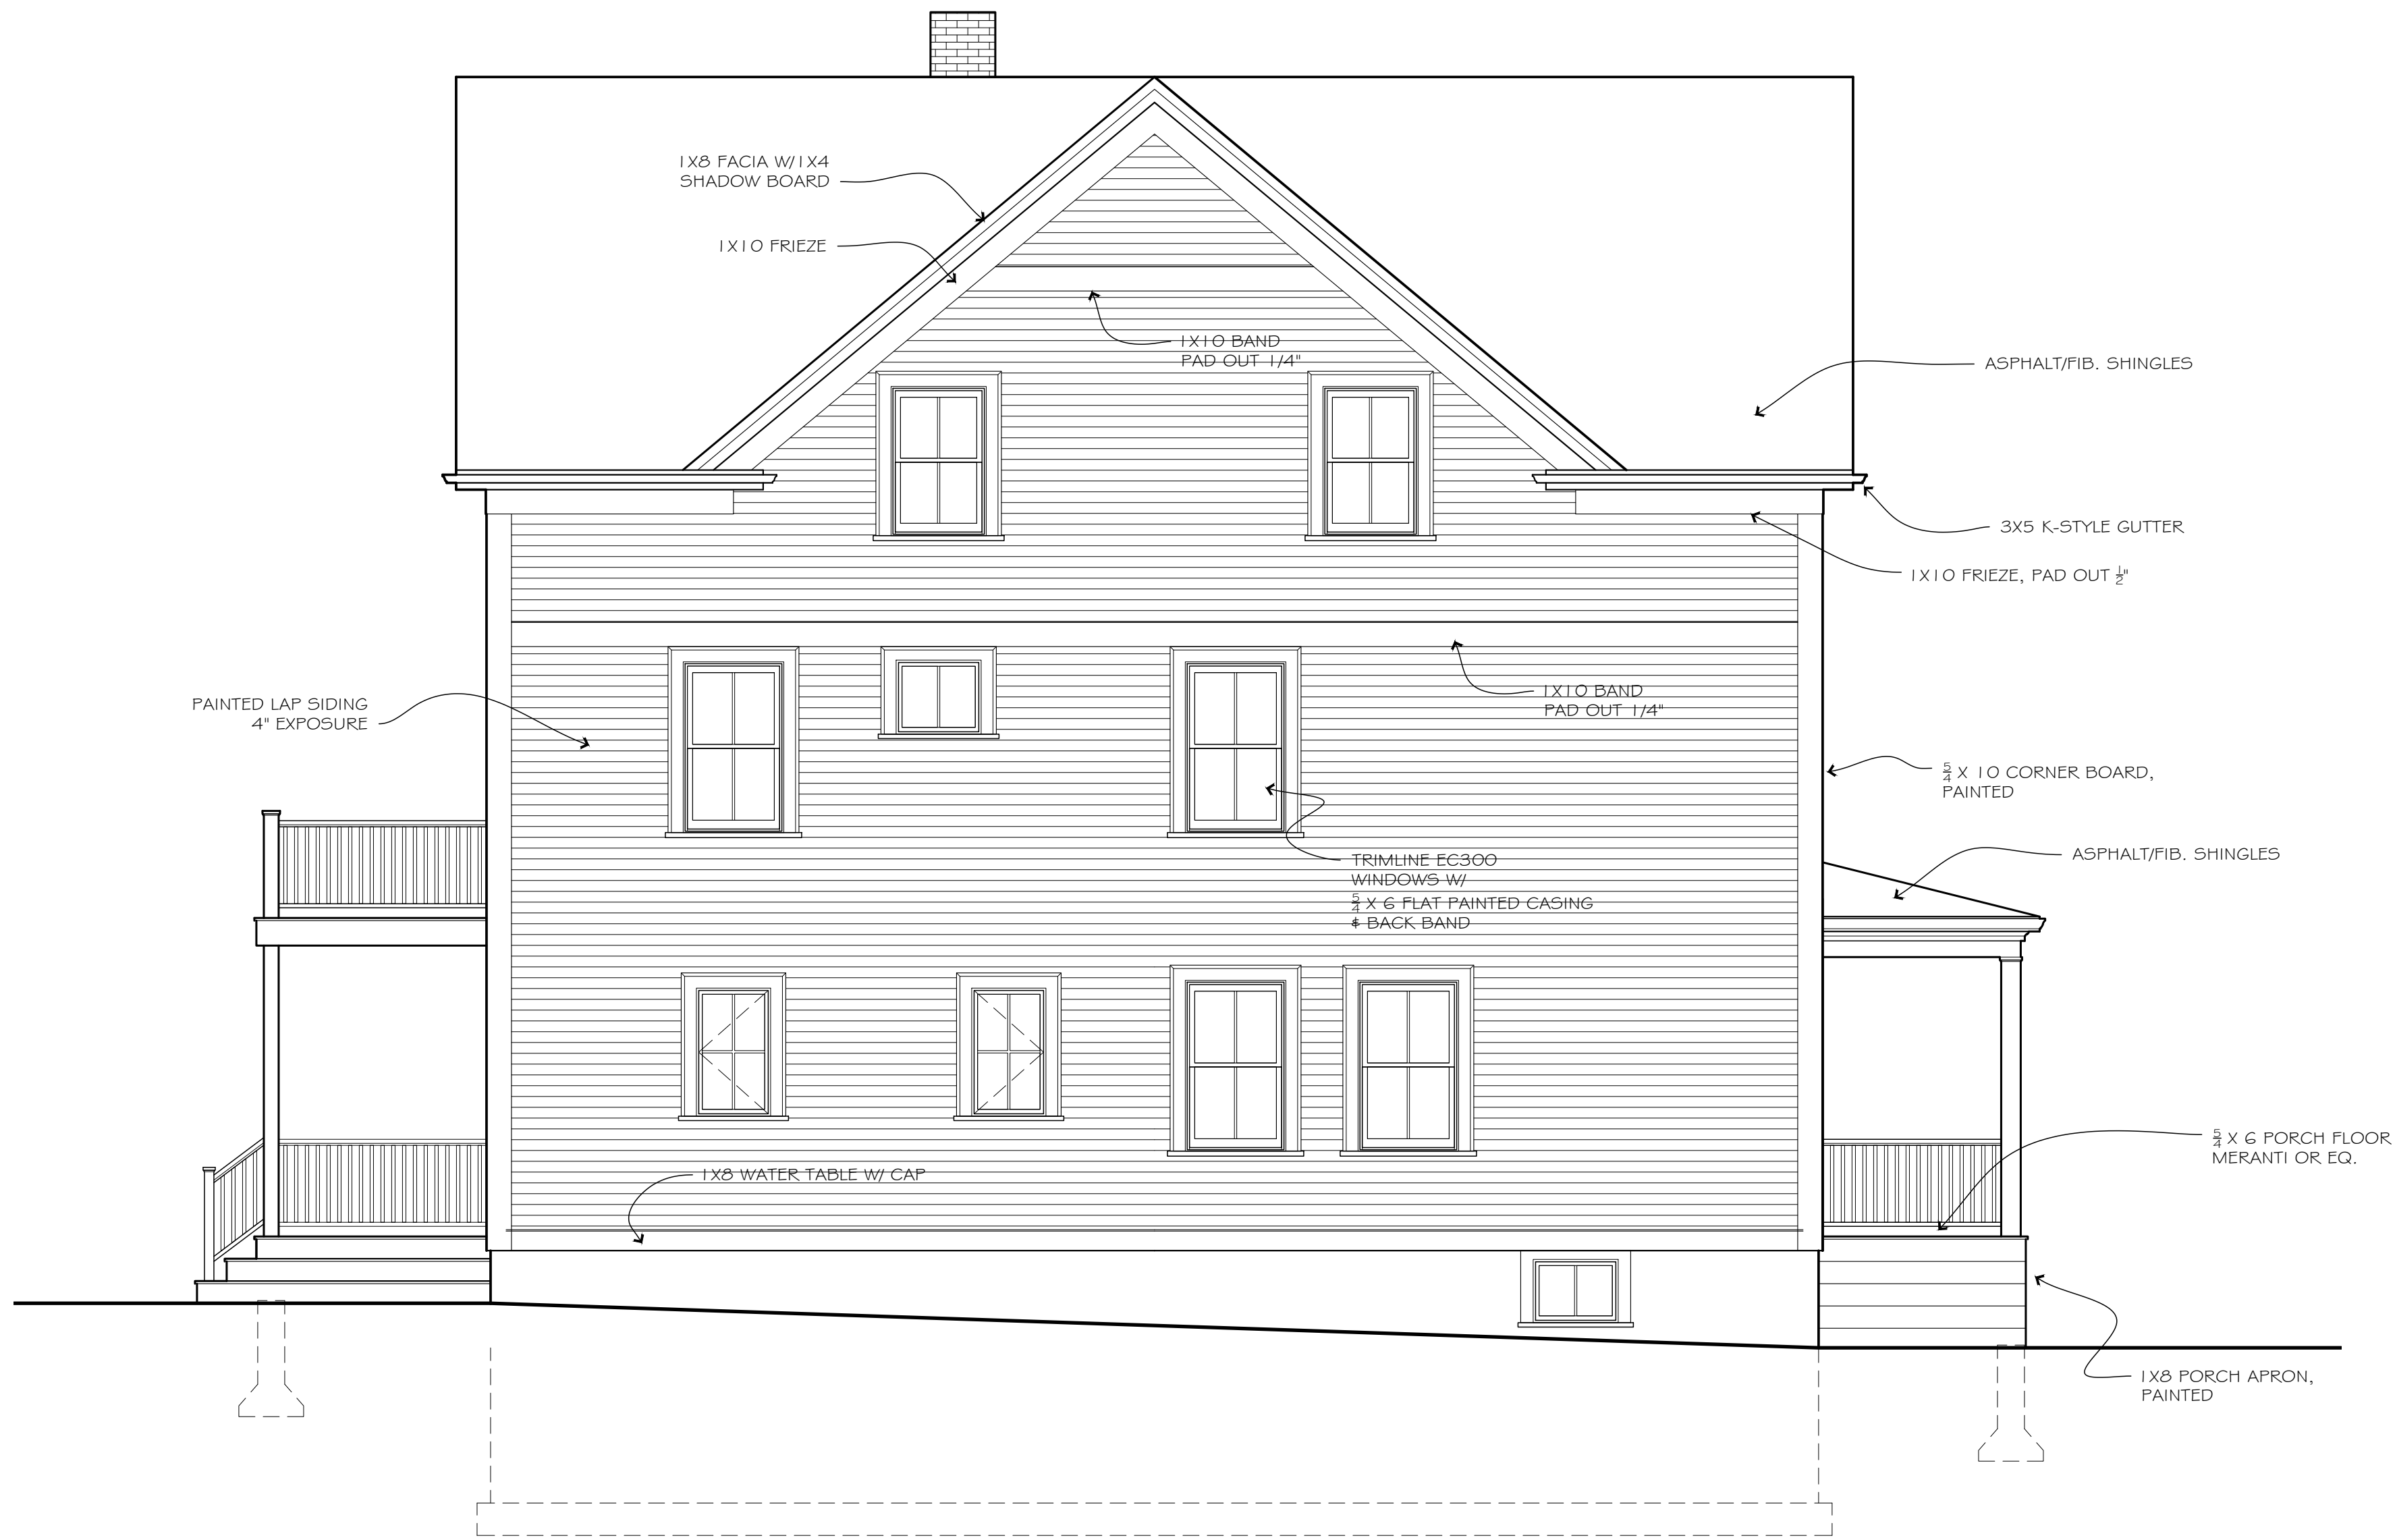 1X8 FACIA W/1X4
SHADOW BOARD
1X10 FRIEZE
1X10 BAND
PAD OUT 1/4"
ASPHALT/FIB. SHINGLES
3X5 K-STYLE GUTTER
1X10 FRIEZE, PAD OUT 1/2"
PAINTED LAP SIDING
4" EXPOSURE
1X10 BAND
PAD OUT 1/4"
5/4 X 10 CORNER BOARD,
PAINTED
ASPHALT/FIB. SHINGLES
TRIMLINE EC300
WINDOWS W/
5/4 X 6 FLAT PAINTED CASING
& BACK BAND
5/4 X 6 PORCH FLOOR
MERANTI OR EQ.
1X8 WATER TABLE W/ CAP
1X8 PORCH APRON,
PAINTED